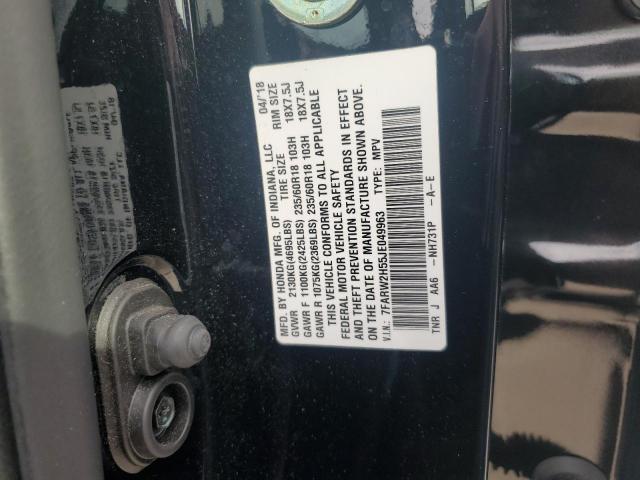 MFD. BY HONDA MFG. OF INDIANA, LLC 04/'18
GVWR 2130KG(4695LBS) TIRE SIZE RIM SIZE
GAWR F 1100KG(2425LBS) 235/60R18 103H 18X7.5J
GAWR R 1075KG(2369LBS) 235/60R18 103H 18X7.5J
THIS VEHICLE CONFORMS TO ALL APPLICABLE
FEDERAL MOTOR VEHICLE SAFETY
AND THEFT PREVENTION STANDARDS IN EFFECT
ON THE DATE OF MANUFACTURE SHOWN ABOVE.
V.I.N.: 7FARW2H55JE049963 TYPE: MPV
TNR J AA6 -NH731P -A-E